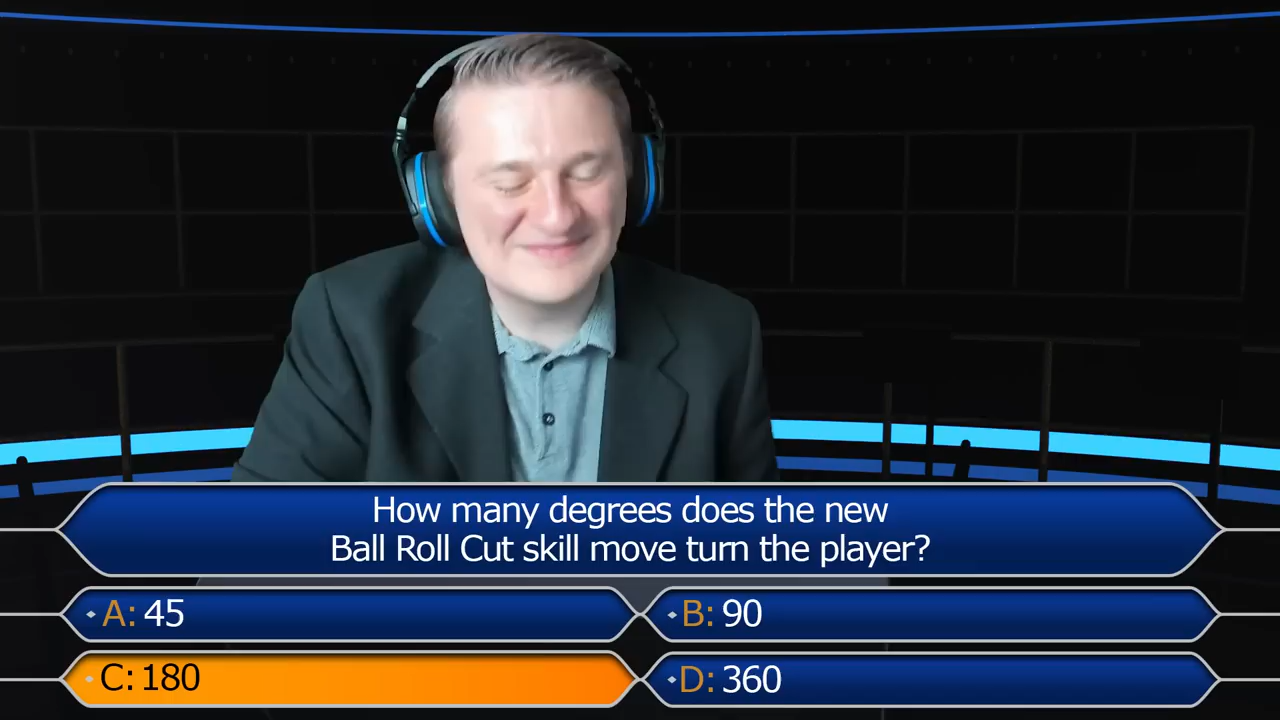 How many degrees does the new
Ball Roll Cut skill move turn the player?
A: 45
B: 90
C: 180
D: 360